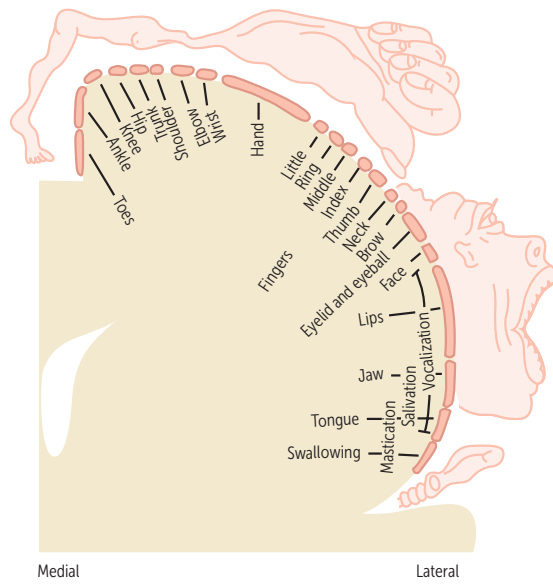 Toes
Ankle
Knee
Hip
Trunk
Shoulder
Elbow
Wrist
Hand
Little
Ring
Middle
Index
Thumb
Neck
Brow
Eyelid and eyeball
Face
Fingers
Lips
Jaw
Tongue
Swallowing
Vocalization
Salivation
Mastication
Medial
Lateral